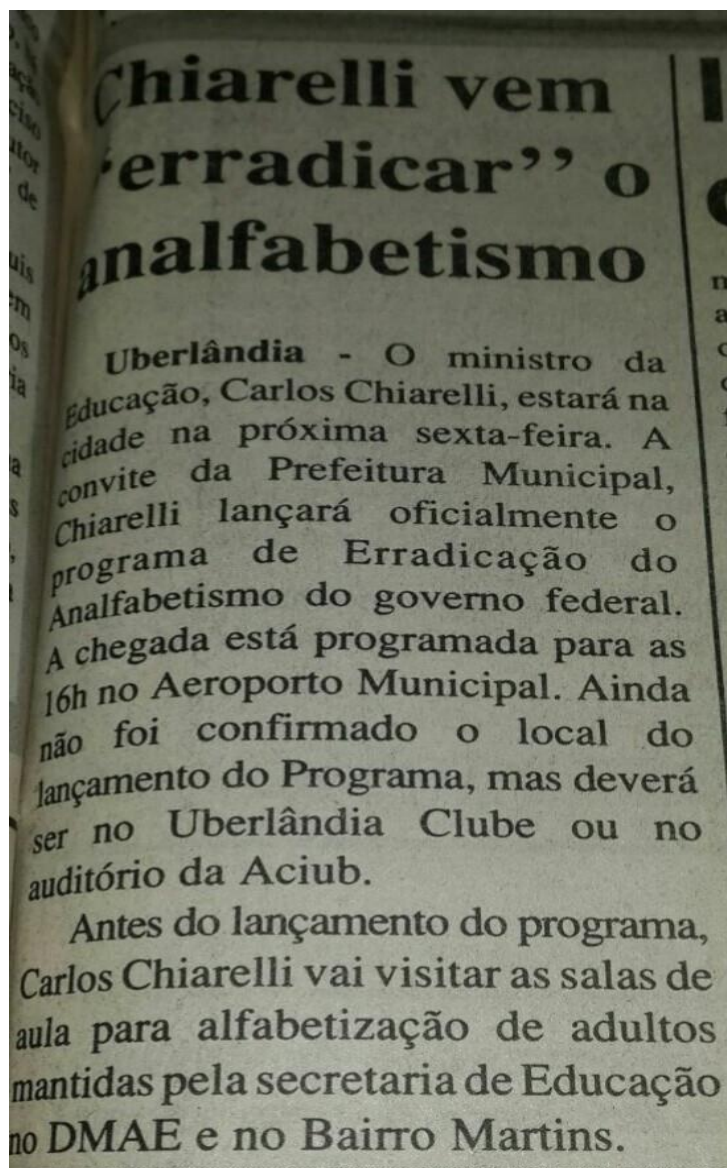 Chiarelli vem
“erradicar” o
analfabetismo
Uberlândia - O ministro da
Educação, Carlos Chiarelli, estará na
cidade na próxima sexta-feira. A
convite da Prefeitura Municipal,
Chiarelli lançará oficialmente o
programa de Erradicação do
Analfabetismo do governo federal.
A chegada está programada para as
16h no Aeroporto Municipal. Ainda
não foi confirmado o local do
lançamento do Programa, mas deverá
ser no Uberlândia Clube ou no
auditório da Aciub.
Antes do lançamento do programa,
Carlos Chiarelli vai visitar as salas de
aula para alfabetização de adultos
mantidas pela secretaria de Educação
no DMAE e no Bairro Martins.